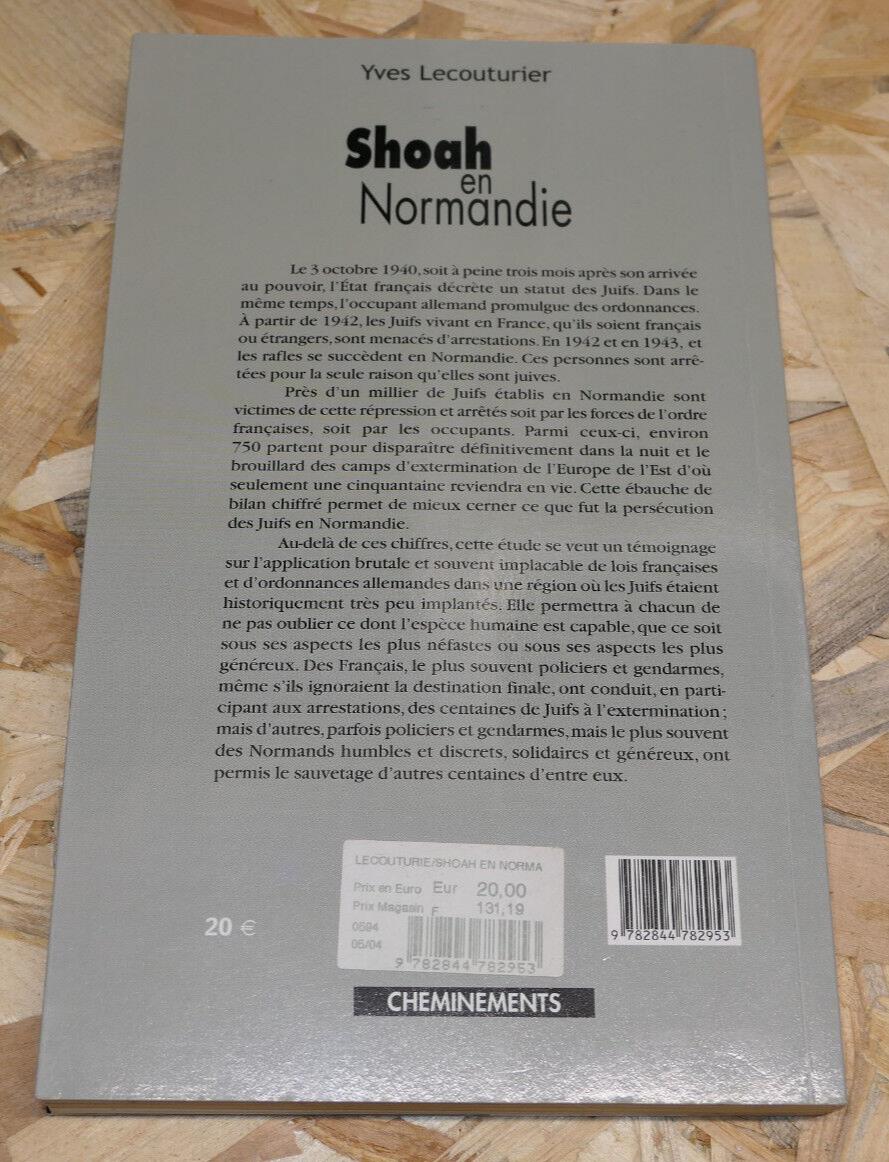 Yves Lecouturier
Shoah
en
Normandie
Le 3 octobre 1940, soit à peine trois mois après son arrivée
au pouvoir, l'État français décrète un statut des Juifs. Dans le
même temps, l'occupant allemand promulgue des ordonnances.
À partir de 1942, les Juifs vivant en France, qu'ils soient français
ou étrangers, sont menacés d'arrestations. En 1942 et en 1943, et
les rafles se succèdent en Normandie. Ces personnes sont arrê-
tées pour la seule raison qu'elles sont juives.
Près d'un millier de Juifs établis en Normandie sont
victimes de cette répression et arrêtés soit par les forces de l'ordre
françaises, soit par les occupants. Parmi ceux-ci, environ
750 partent pour disparaître définitivement dans la nuit et le
brouillard des camps d'extermination de l'Europe de l'Est d'où
seulement une cinquantaine reviendra en vie. Cette ébauche de
bilan chiffré permet de mieux cerner ce que fut la persécution
des Juifs en Normandie.
Au-delà de ces chiffres, cette étude se veut un témoignage
sur l'application brutale et souvent implacable de lois françaises
et d'ordonnances allemandes dans une région où les Juifs étaient
historiquement très peu implantés. Elle permettra à chacun de
ne pas oublier ce dont l'espèce humaine est capable, que ce soit
sous ses aspects les plus néfastes ou sous ses aspects les plus
généreux. Des Français, le plus souvent policiers et gendarmes,
même s'ils ignoraient la destination finale, ont conduit, en parti-
cipant aux arrestations, des centaines de Juifs à l'extermination ;
mais d'autres, parfois policiers et gendarmes, mais le plus souvent
des Normands humbles et discrets, solidaires et généreux, ont
permis le sauvetage d'autres centaines d'entre eux.
LECOUTURIE/SHOAH EN NORMA
Prix en Euro Eur 20,00
Prix Magasin F 131,19
0594
05/04
9 782844 782953
20 €
9 782844 782953
CHEMINEMENTS